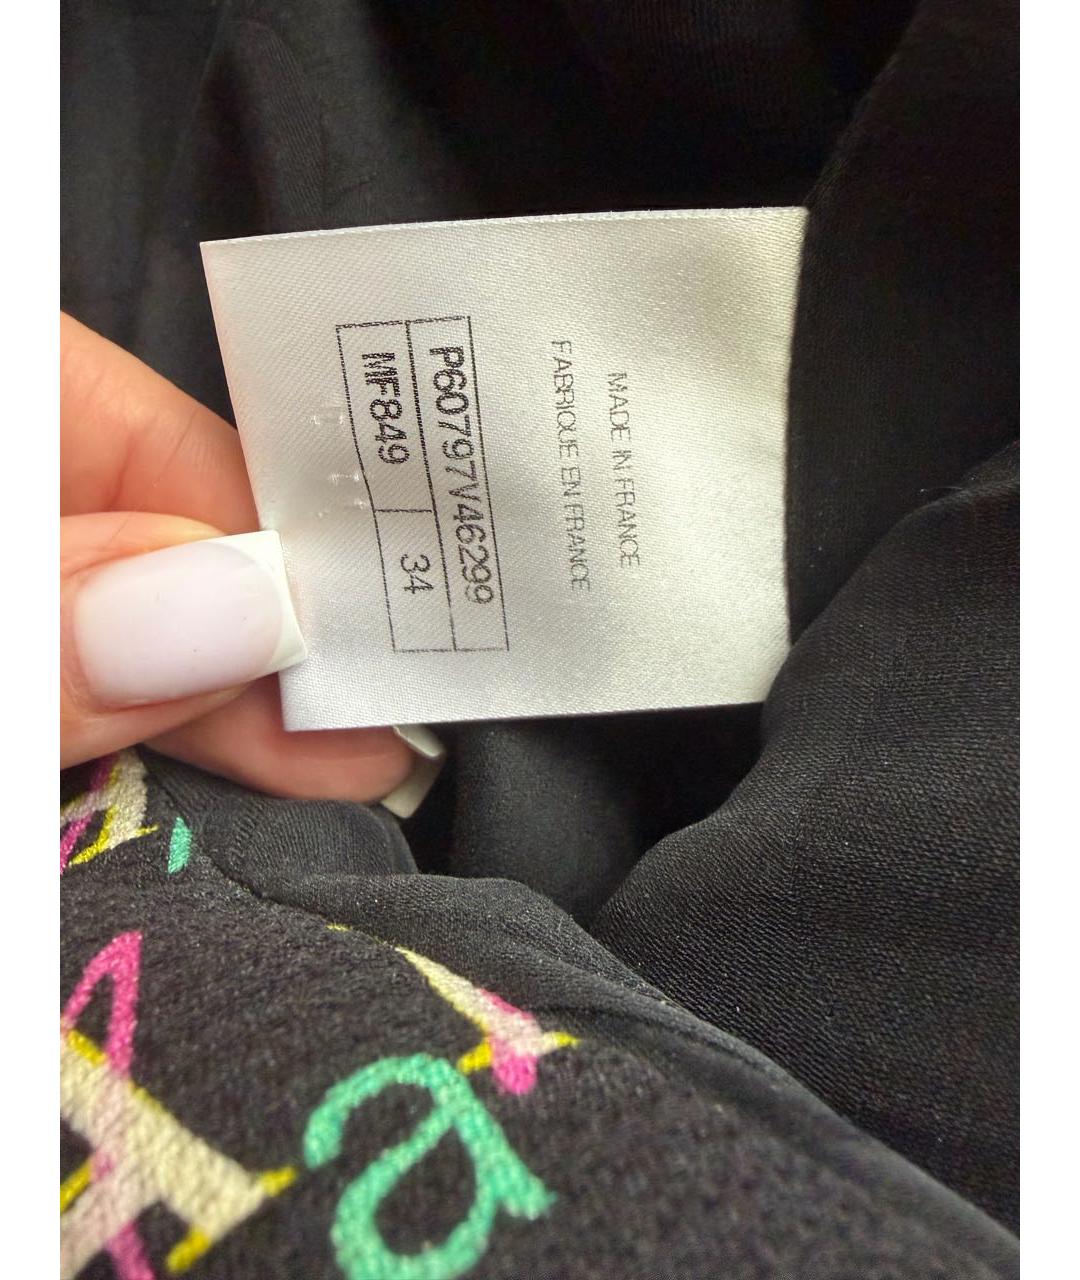 MADE IN FRANCE
FABRIQUE EN FRANCE
P60797V46299
MF849 34